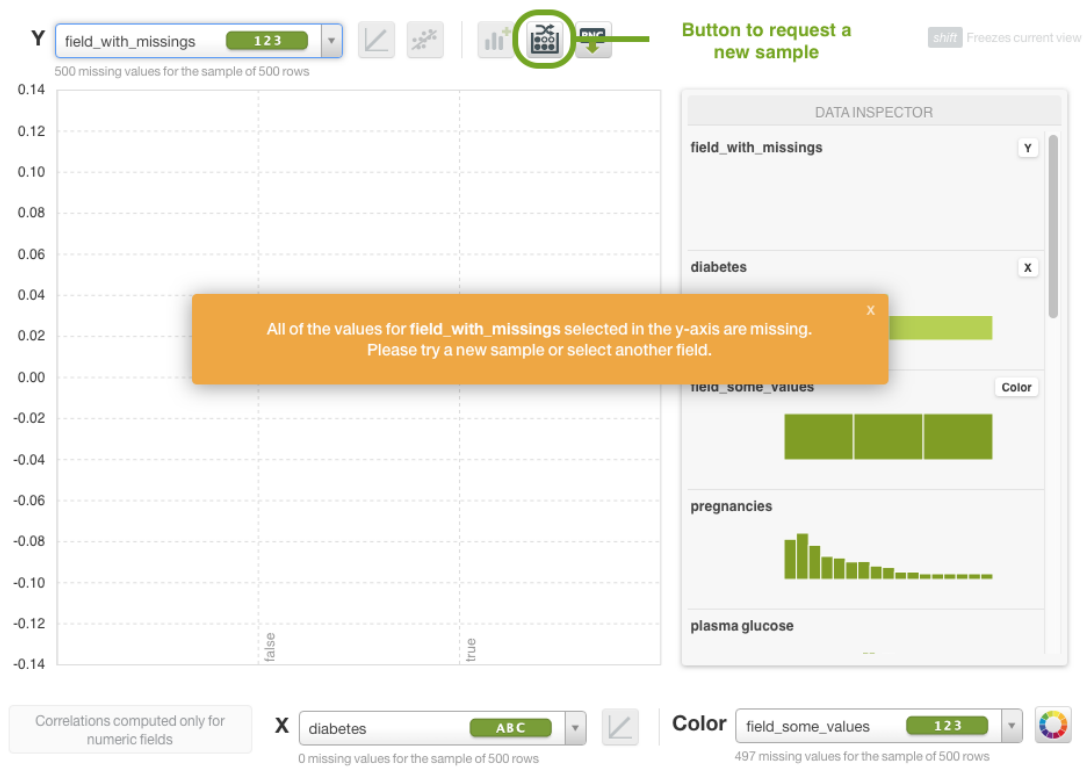 Y
field_with_missings
123
500 missing values for the sample of 500 rows
PNG
Button to request a
new sample
shift Freezes current view
0.14
0.12
0.10
0.08
0.06
0.04
0.02
0.00
-0.02
-0.04
-0.06
-0.08
-0.10
-0.12
-0.14
false
true
All of the values for field_with_missings selected in the y-axis are missing.
Please try a new sample or select another field.
X
DATA INSPECTOR
field_with_missings
Y
diabetes
X
field_some_values
Color
pregnancies
plasma glucose
Correlations computed only for
numeric fields
X
diabetes
ABC
0 missing values for the sample of 500 rows
Color
field_some_values
123
497 missing values for the sample of 500 rows